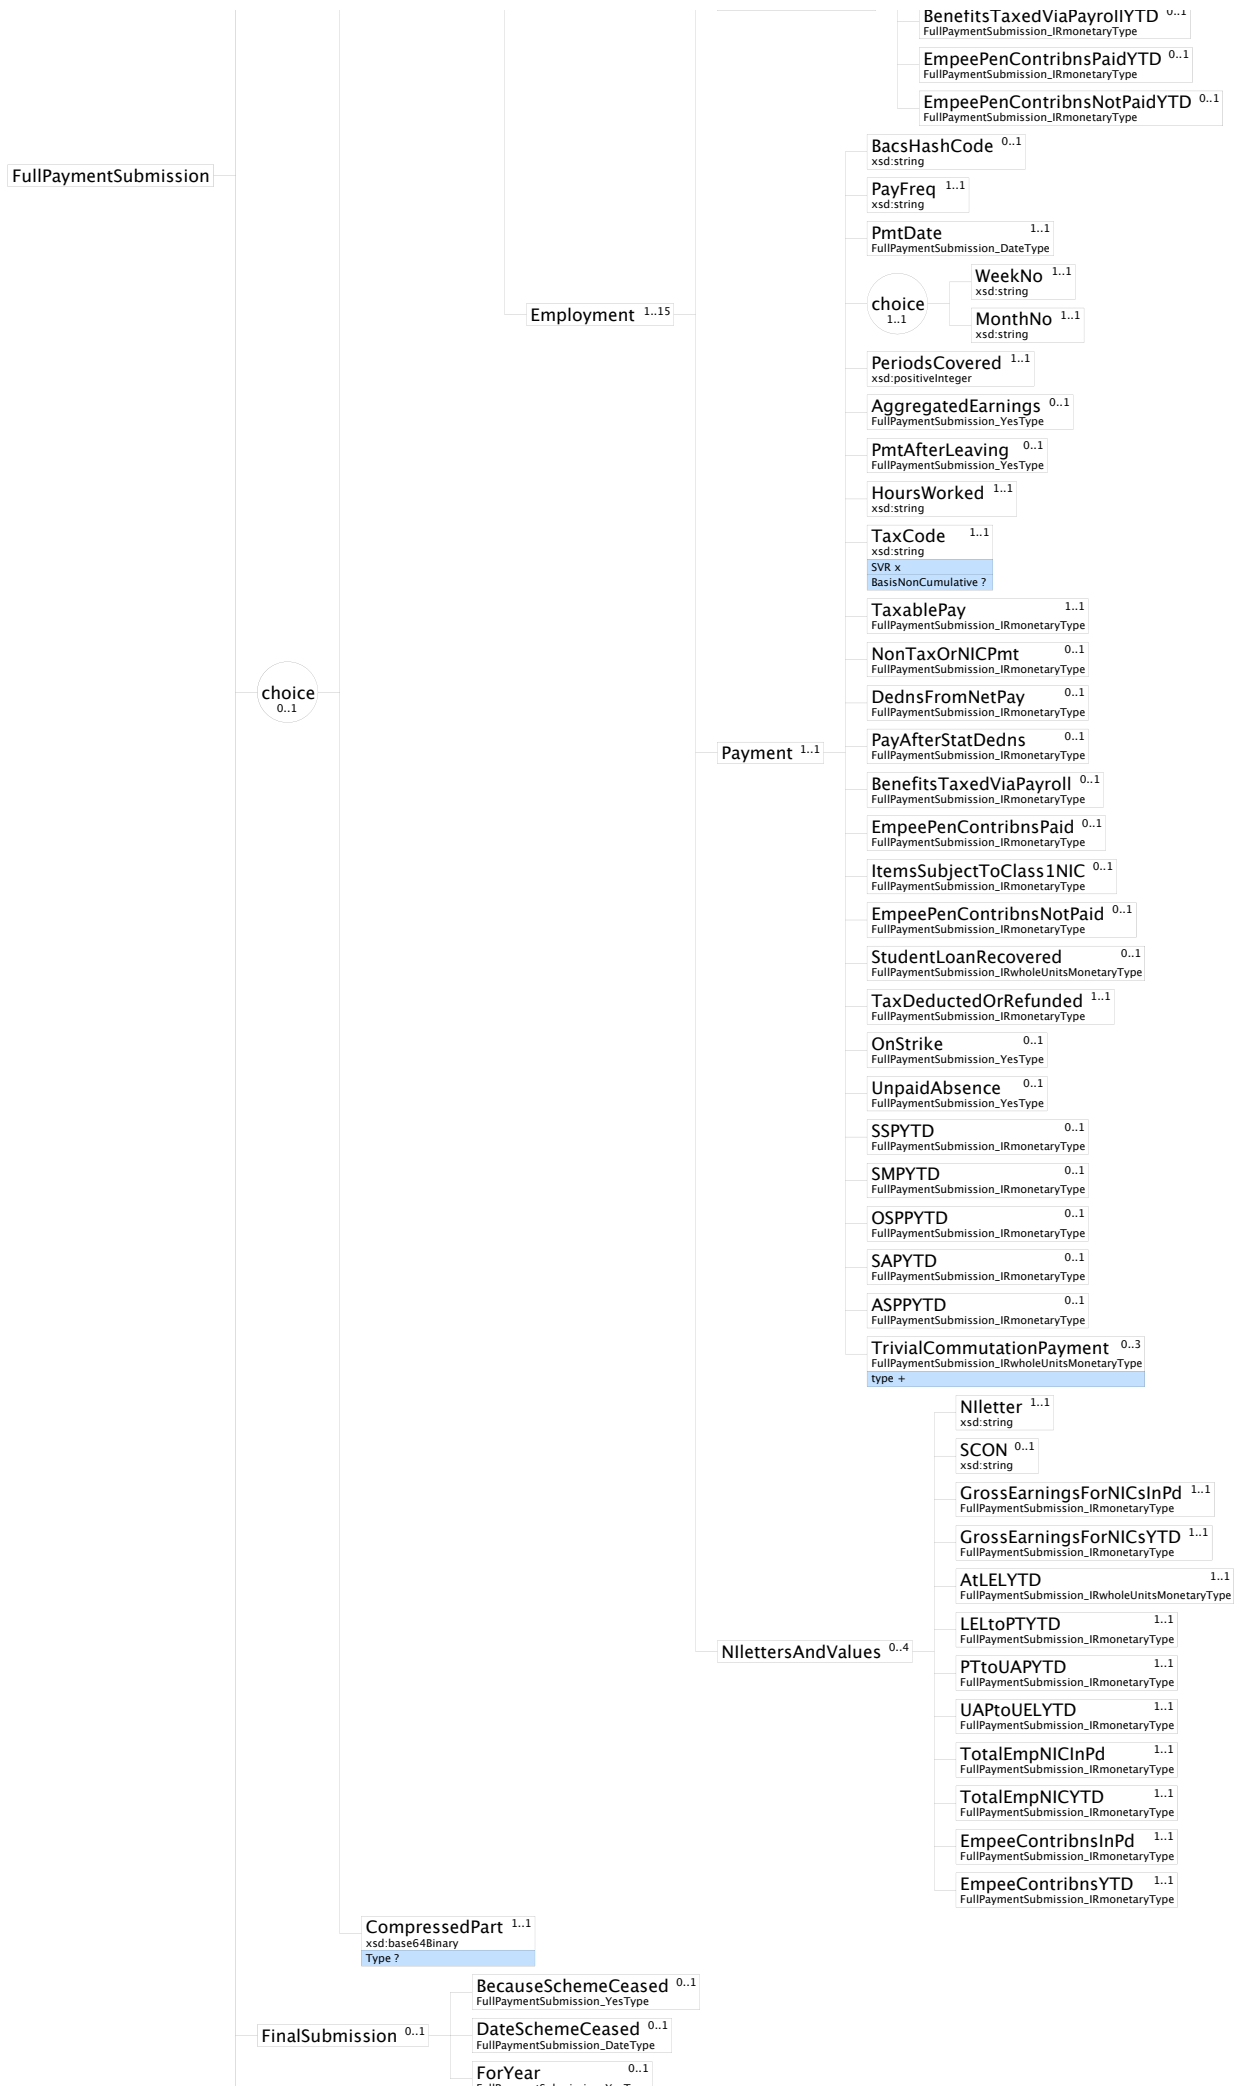 BenefitsTaxedViaPayrollYTD 0..1
FullPaymentSubmission_IRmonetaryType
EmpeePenContribnsPaidYTD 0..1
FullPaymentSubmission_IRmonetaryType
EmpeePenContribnsNotPaidYTD 0..1
FullPaymentSubmission_IRmonetaryType
BacsHashCode 0..1
xsd:string
FullPaymentSubmission
PayFreq 1..1
xsd:string
PmtDate 1..1
FullPaymentSubmission_DateType
WeekNo 1..1
xsd:string
choice
1..1
MonthNo 1..1
xsd:string
Employment 1..15
PeriodsCovered 1..1
xsd:positiveInteger
AggregatedEarnings 0..1
FullPaymentSubmission_YesType
PmtAfterLeaving 0..1
FullPaymentSubmission_YesType
HoursWorked 1..1
xsd:string
TaxCode 1..1
xsd:string
SVR x
BasisNonCumulative ?
TaxablePay 1..1
FullPaymentSubmission_IRmonetaryType
NonTaxOrNICPmt 0..1
FullPaymentSubmission_IRmonetaryType
choice
0..1
DednsFromNetPay 0..1
FullPaymentSubmission_IRmonetaryType
PayAfterStatDedns 0..1
FullPaymentSubmission_IRmonetaryType
Payment 1..1
BenefitsTaxedViaPayroll 0..1
FullPaymentSubmission_IRmonetaryType
EmpeePenContribnsPaid 0..1
FullPaymentSubmission_IRmonetaryType
ItemsSubjectToClass1NIC 0..1
FullPaymentSubmission_IRmonetaryType
EmpeePenContribnsNotPaid 0..1
FullPaymentSubmission_IRmonetaryType
StudentLoanRecovered 0..1
FullPaymentSubmission_IRwholeUnitsMonetaryType
TaxDeductedOrRefunded 1..1
FullPaymentSubmission_IRmonetaryType
OnStrike 0..1
FullPaymentSubmission_YesType
UnpaidAbsence 0..1
FullPaymentSubmission_YesType
SSPYTD 0..1
FullPaymentSubmission_IRmonetaryType
SMPYTD 0..1
FullPaymentSubmission_IRmonetaryType
OSPPYTD 0..1
FullPaymentSubmission_IRmonetaryType
SAPYTD 0..1
FullPaymentSubmission_IRmonetaryType
ASPPYTD 0..1
FullPaymentSubmission_IRmonetaryType
TrivialCommutationPayment 0..3
FullPaymentSubmission_IRwholeUnitsMonetaryType
type +
NIletter 1..1
xsd:string
SCON 0..1
xsd:string
GrossEarningsForNICsInPd 1..1
FullPaymentSubmission_IRmonetaryType
GrossEarningsForNICsYTD 1..1
FullPaymentSubmission_IRmonetaryType
AtLELYTD 1..1
FullPaymentSubmission_IRwholeUnitsMonetaryType
LELtoPTYTD 1..1
FullPaymentSubmission_IRmonetaryType
NIlettersAndValues 0..4
PTtoUAPYTD 1..1
FullPaymentSubmission_IRmonetaryType
UAPtoUELYTD 1..1
FullPaymentSubmission_IRmonetaryType
TotalEmpNICInPd 1..1
FullPaymentSubmission_IRmonetaryType
TotalEmpNICYTD 1..1
FullPaymentSubmission_IRmonetaryType
EmpeeContribnsInPd 1..1
FullPaymentSubmission_IRmonetaryType
EmpeeContribnsYTD 1..1
FullPaymentSubmission_IRmonetaryType
CompressedPart 1..1
xsd:base64Binary
Type ?
BecauseSchemeCeased 0..1
FullPaymentSubmission_YesType
FinalSubmission 0..1
DateSchemeCeased 0..1
FullPaymentSubmission_DateType
ForYear 0..1